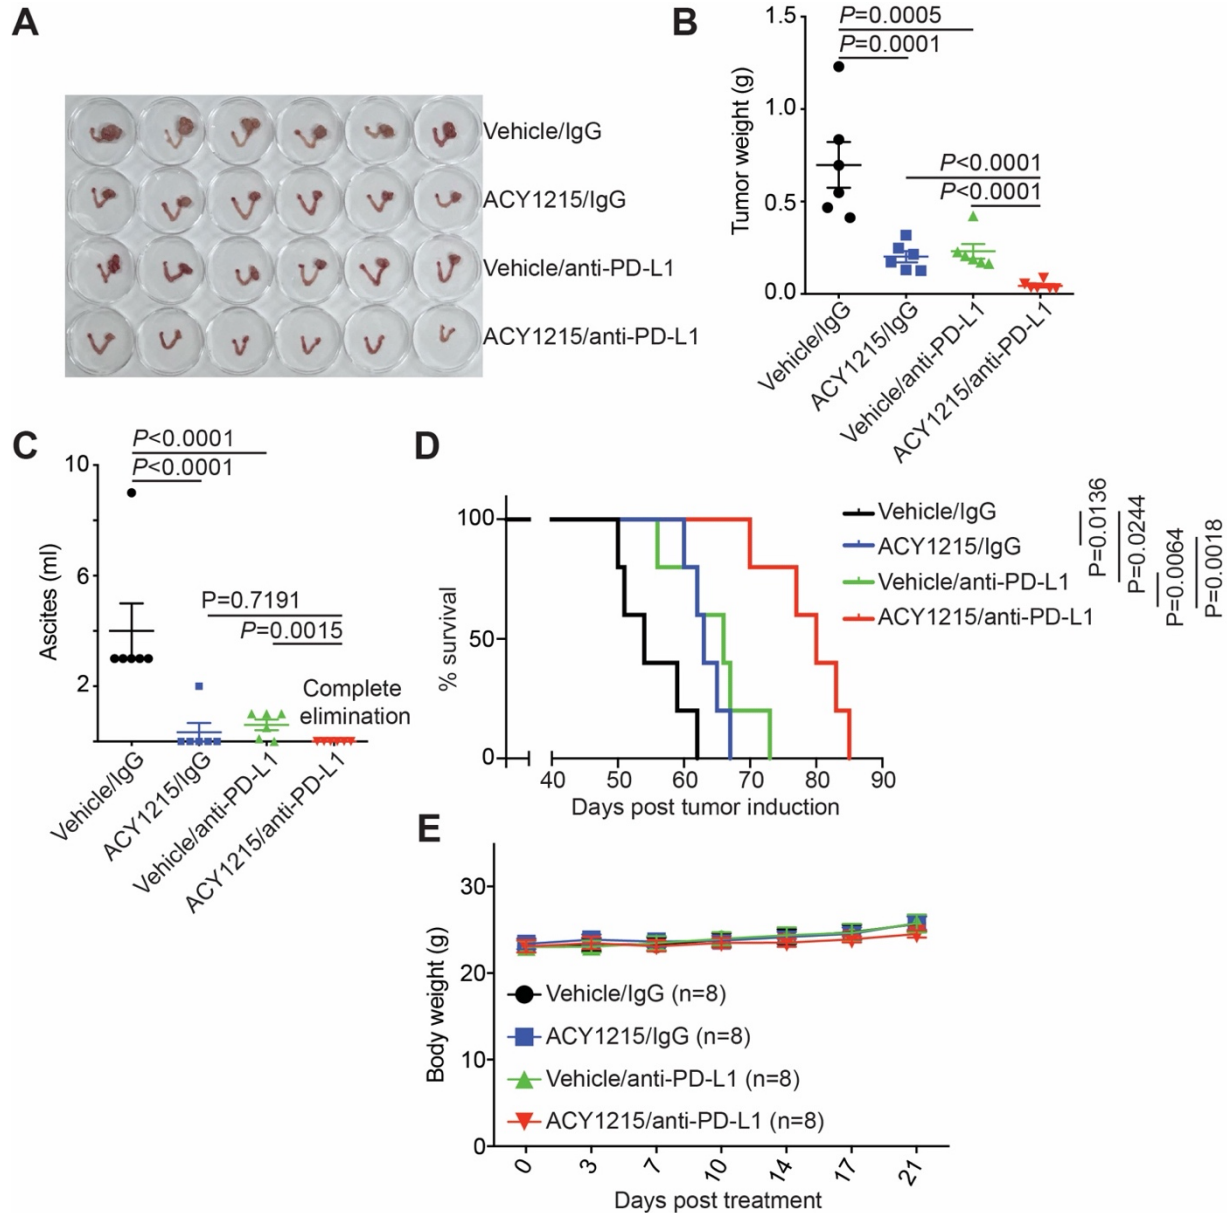 A
Vehicle/IgG
ACY1215/IgG
Vehicle/anti-PD-L1
ACY1215/anti-PD-L1
B
Tumor weight (g)
1.5
1.0
0.5
0.0
P=0.0005
P=0.0001
P<0.0001
P<0.0001
Vehicle/IgG
ACY1215/IgG
Vehicle/anti-PD-L1
ACY1215/anti-PD-L1
C
Ascites (ml)
10
6
2
P<0.0001
P<0.0001
P=0.7191
P=0.0015
Complete
elimination
Vehicle/IgG
ACY1215/IgG
Vehicle/anti-PD-L1
ACY1215/anti-PD-L1
D
% survival
100
50
0
40 50 60 70 80 90
Days post tumor induction
Vehicle/IgG
ACY1215/IgG
Vehicle/anti-PD-L1
ACY1215/anti-PD-L1
P=0.0136
P=0.0244
P=0.0064
P=0.0018
E
Body weight (g)
30
20
10
0
Vehicle/IgG (n=8)
ACY1215/IgG (n=8)
Vehicle/anti-PD-L1 (n=8)
ACY1215/anti-PD-L1 (n=8)
0 3 7 10 14 17 21
Days post treatment